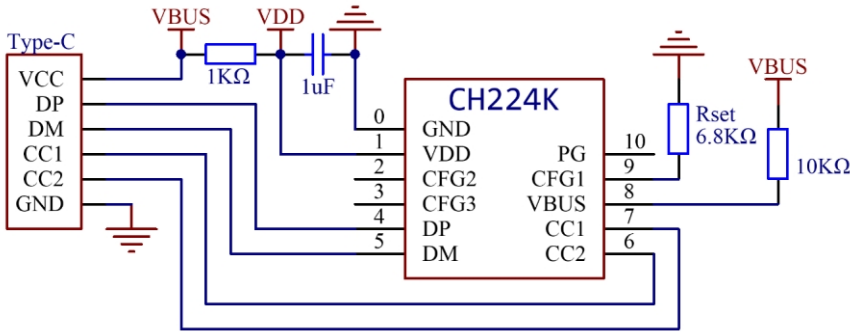 VBUS
VDD
Type-C
VCC
DP
DM
CC1
CC2
GND
1KΩ
1uF
CH224K
0 GND
1 VDD
2 CFG2
3 CFG3
4 DP
5 DM
PG 10
CFG1 9
VBUS 8
CC1 7
CC2 6
Rset
6.8KΩ
VBUS
10KΩ